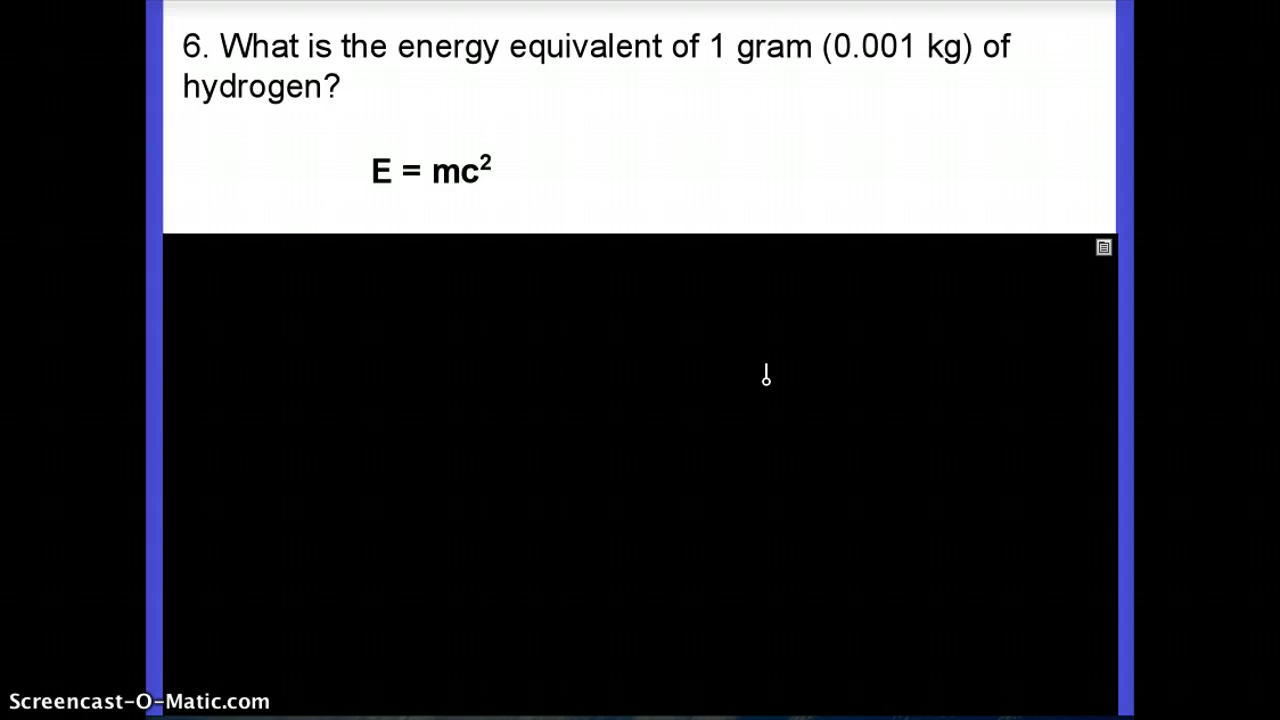 6. What is the energy equivalent of 1 gram (0.001 kg) of
hydrogen?
E = mc²
Screencast-O-Matic.com